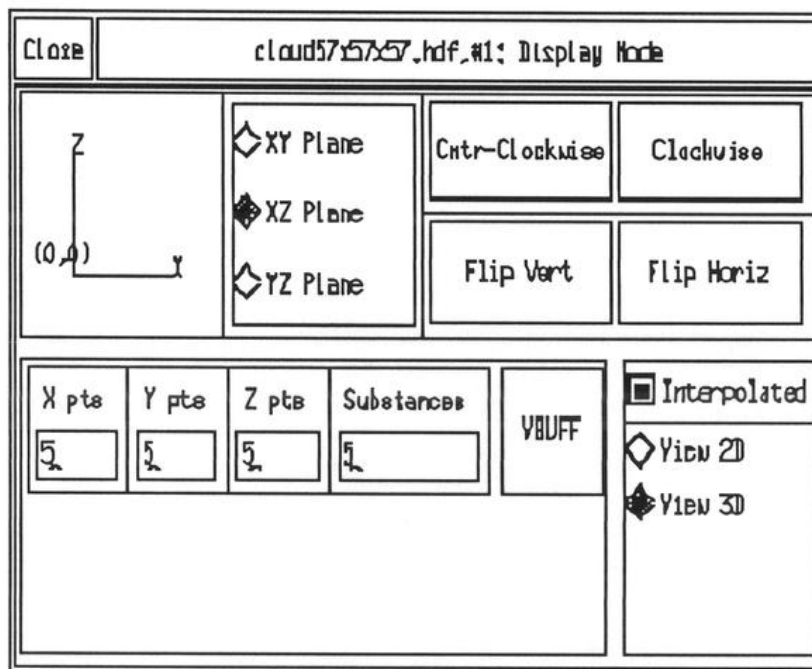 Close
cloud57x57x57.hdf,#1: Display Mode
Z
(0,0)
Y
XY Plane
XZ Plane
YZ Plane
Cntr-Clockwise
Clockwise
Flip Vert
Flip Horiz
X pts
Y pts
Z pts
Substances
5
5
5
5
VBUFF
Interpolated
View 2D
View 3D